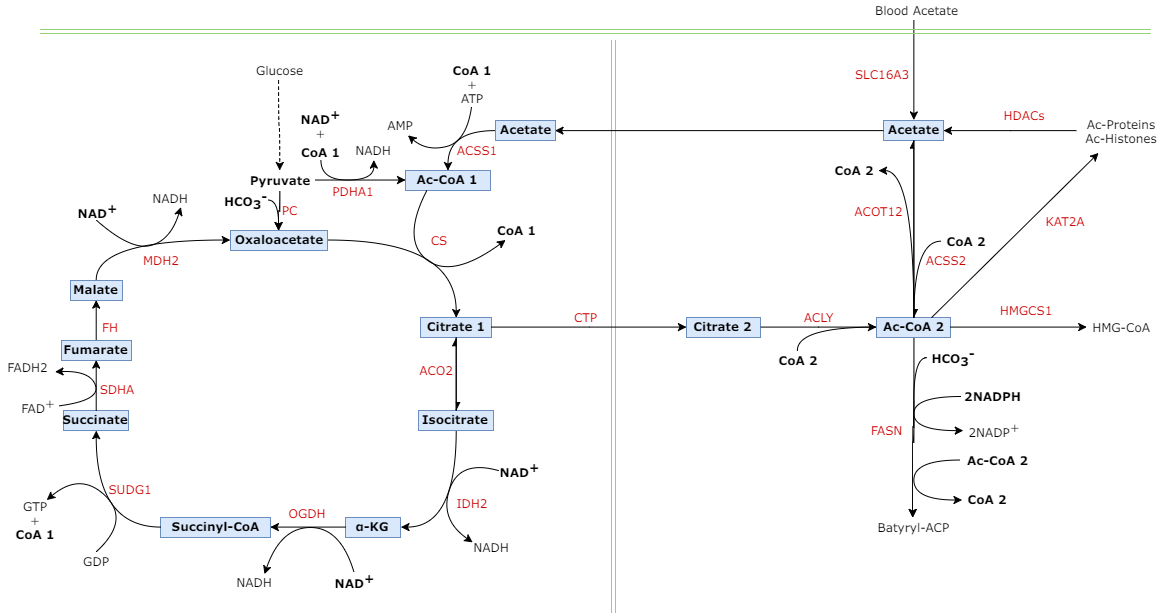 Blood Acetate
SLC16A3
Glucose
CoA 1
+
ATP
NAD+
+
CoA 1
AMP
NADH
Acetate
ACSS1
Acetate
HDACs
Ac-Proteins
Ac-Histones
Pyruvate
PDHA1
Ac-CoA 1
CoA 2
HCO3-
PC
NADH
NAD+
Oxaloacetate
CS
CoA 1
ACOT12
CoA 2
KAT2A
MDH2
ACSS2
Malate
FH
Citrate 1
CTP
Citrate 2
ACLY
Ac-CoA 2
HMGCS1
HMG-CoA
CoA 2
Fumarate
FADH2
SDHA
FAD+
ACO2
HCO3-
2NADPH
2NADP+
FASN
Succinate
Isocitrate
Ac-CoA 2
CoA 2
NAD+
IDH2
SUDG1
GTP
+
CoA 1
Succinyl-CoA
OGDH
α-KG
NADH
Batyryl-ACP
GDP
NADH
NAD+